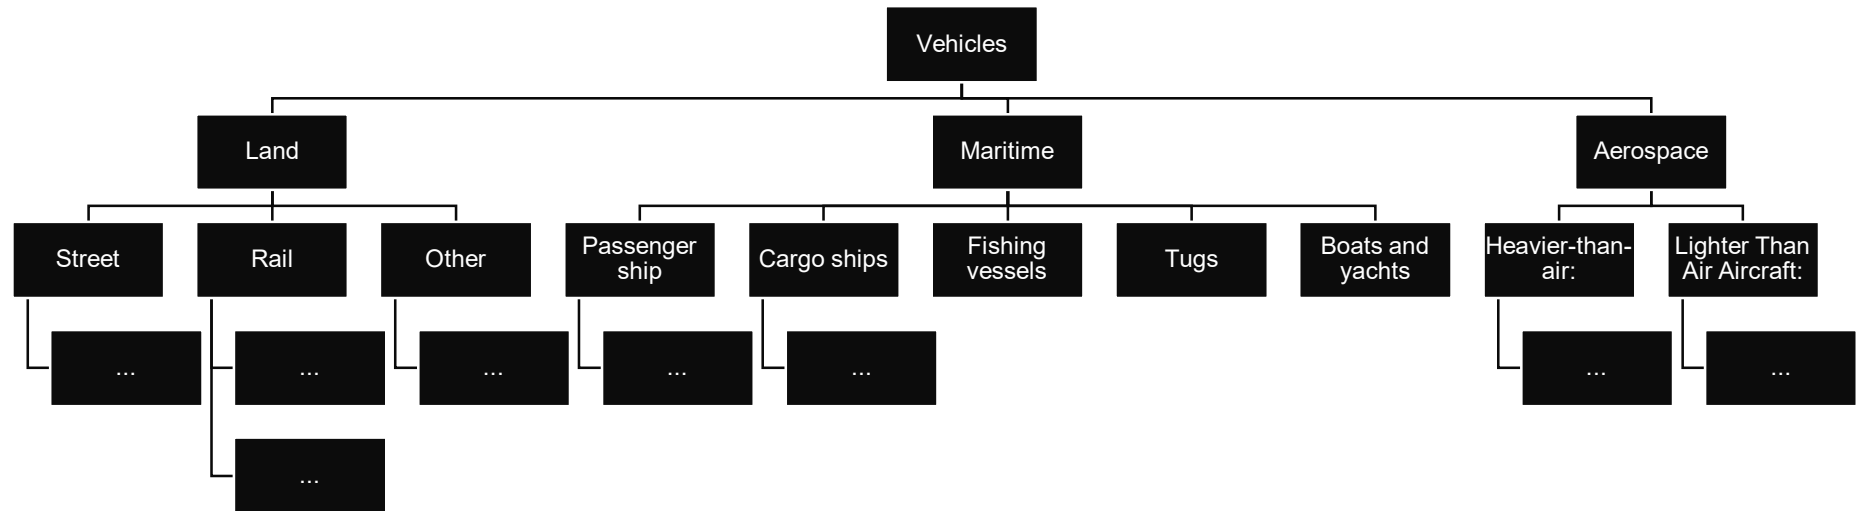 Vehicles
Land
Maritime
Aerospace
Street
Rail
Other
Passenger
ship
Cargo ships
Fishing
vessels
Tugs
Boats and
yachts
Heavier-than-
air:
Lighter Than
Air Aircraft:
...
...
...
...
...
...
...
...